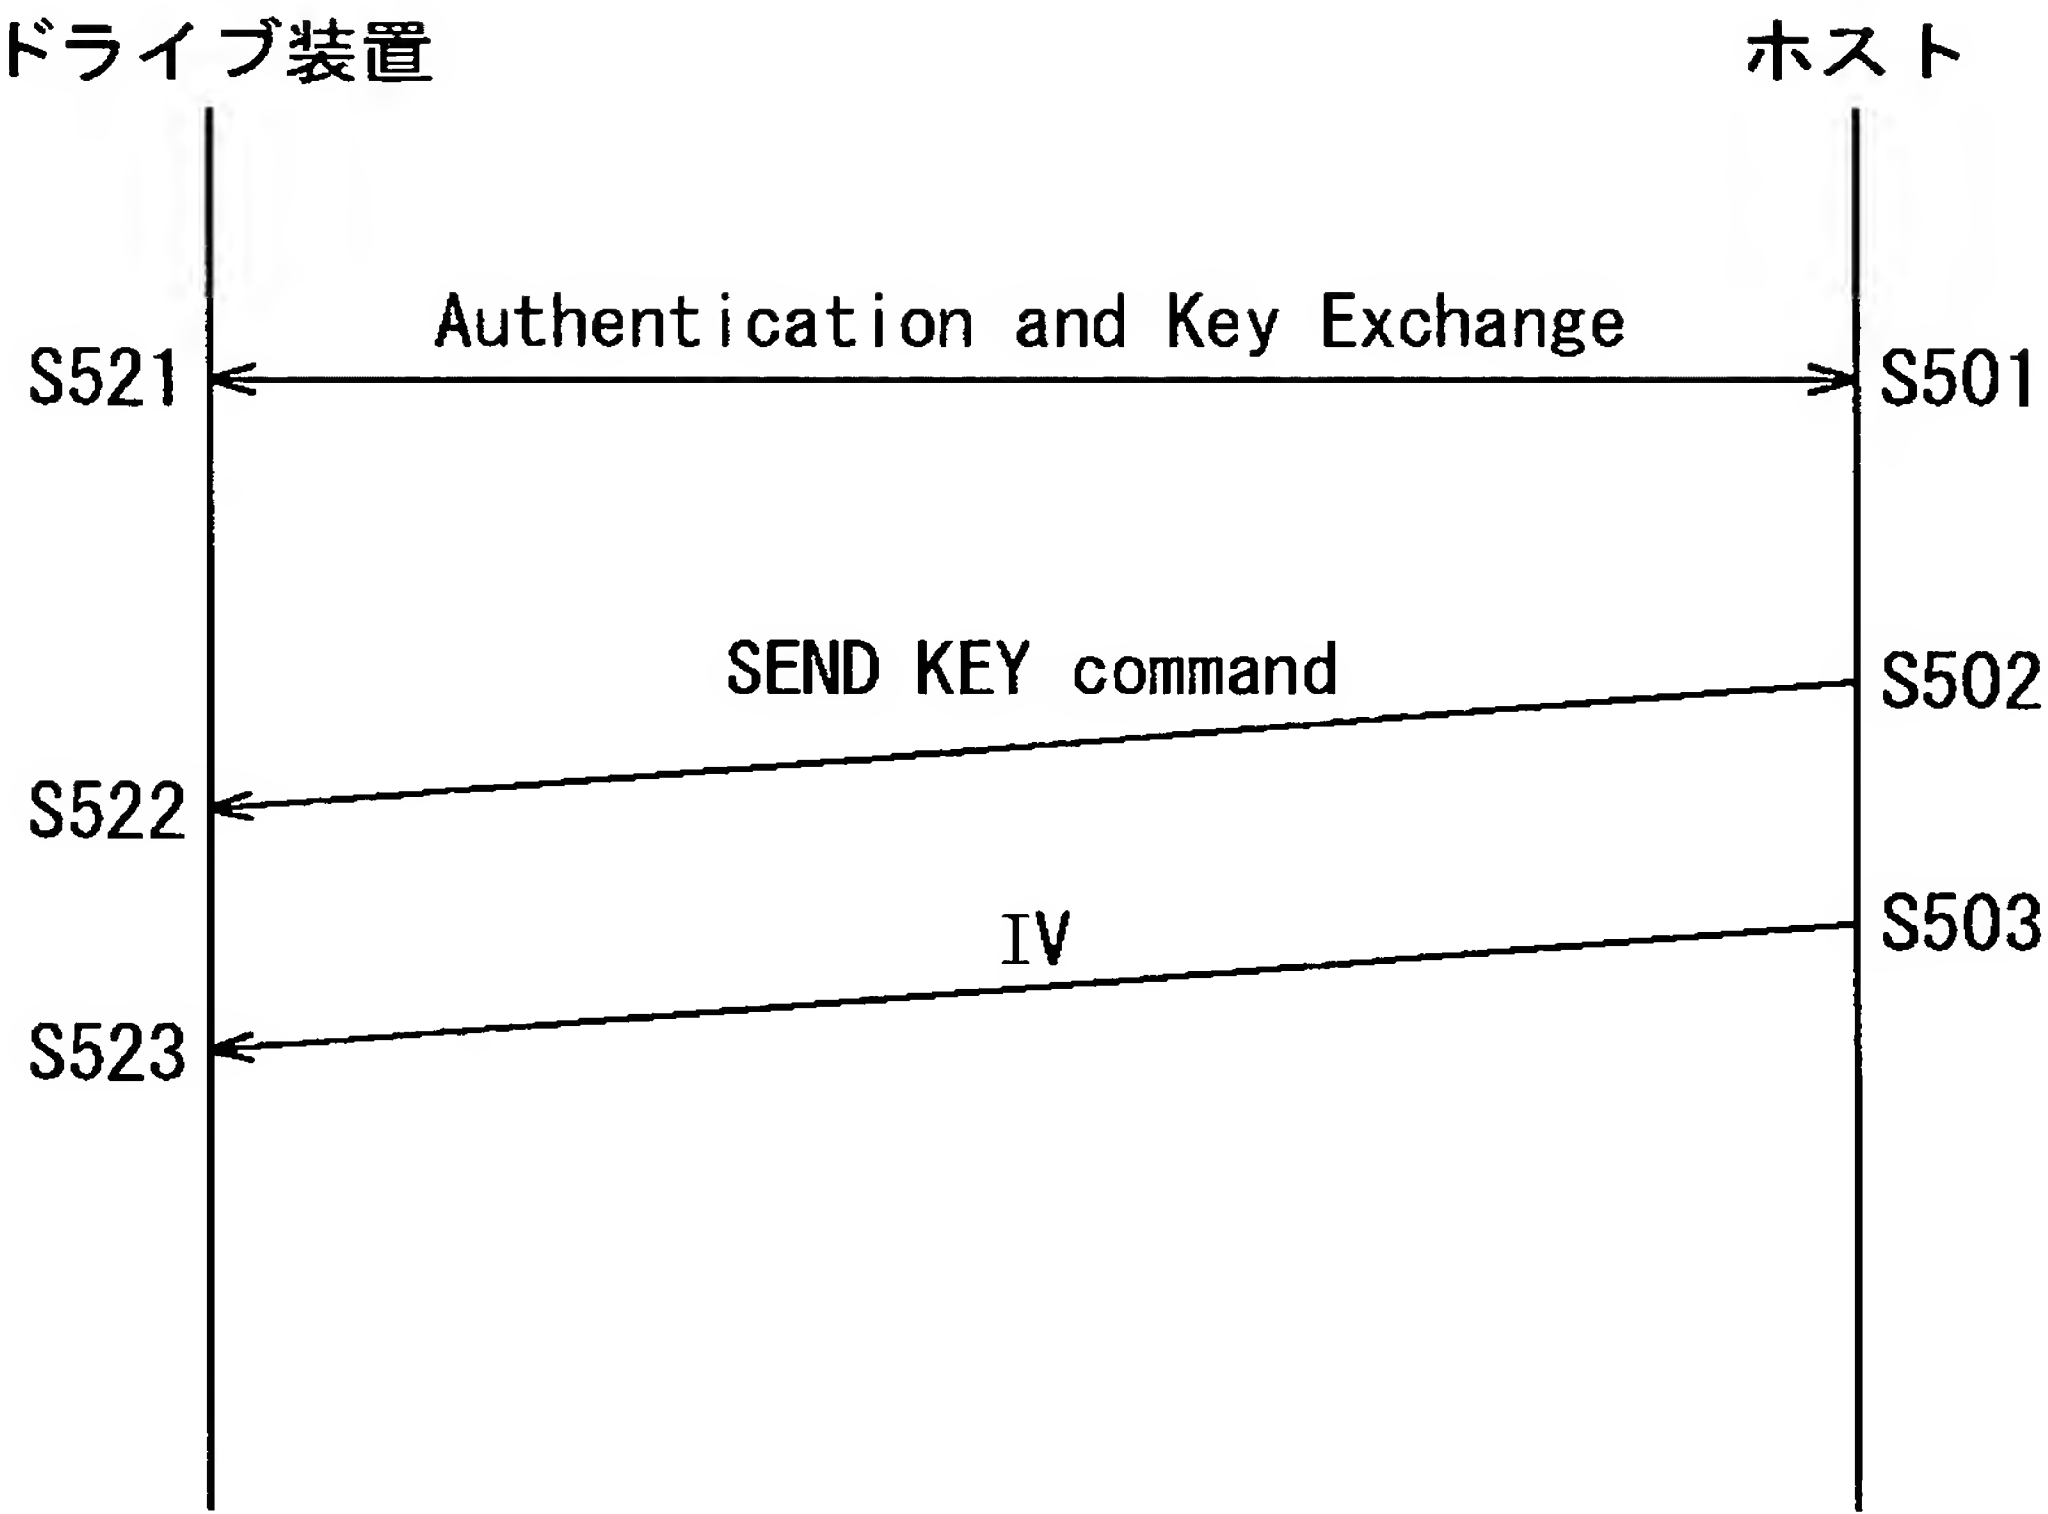 ドライブ装置 ホスト
Authentication and Key Exchange
S521 S501
SEND KEY command
S502
S522
IV
S503
S523